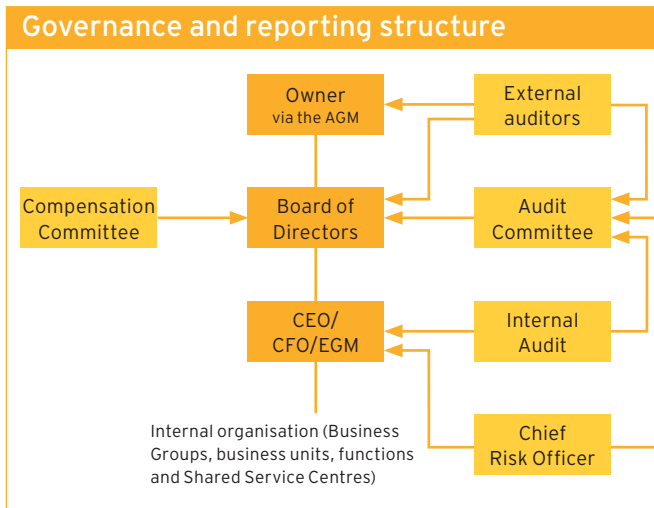 Governance and reporting structure
Owner
via the AGM
External
auditors
Compensation
Committee
Board of
Directors
Audit
Committee
CEO/
CFO/EGM
Internal
Audit
Internal organisation (Business
Groups, business units, functions
and Shared Service Centres)
Chief
Risk Officer